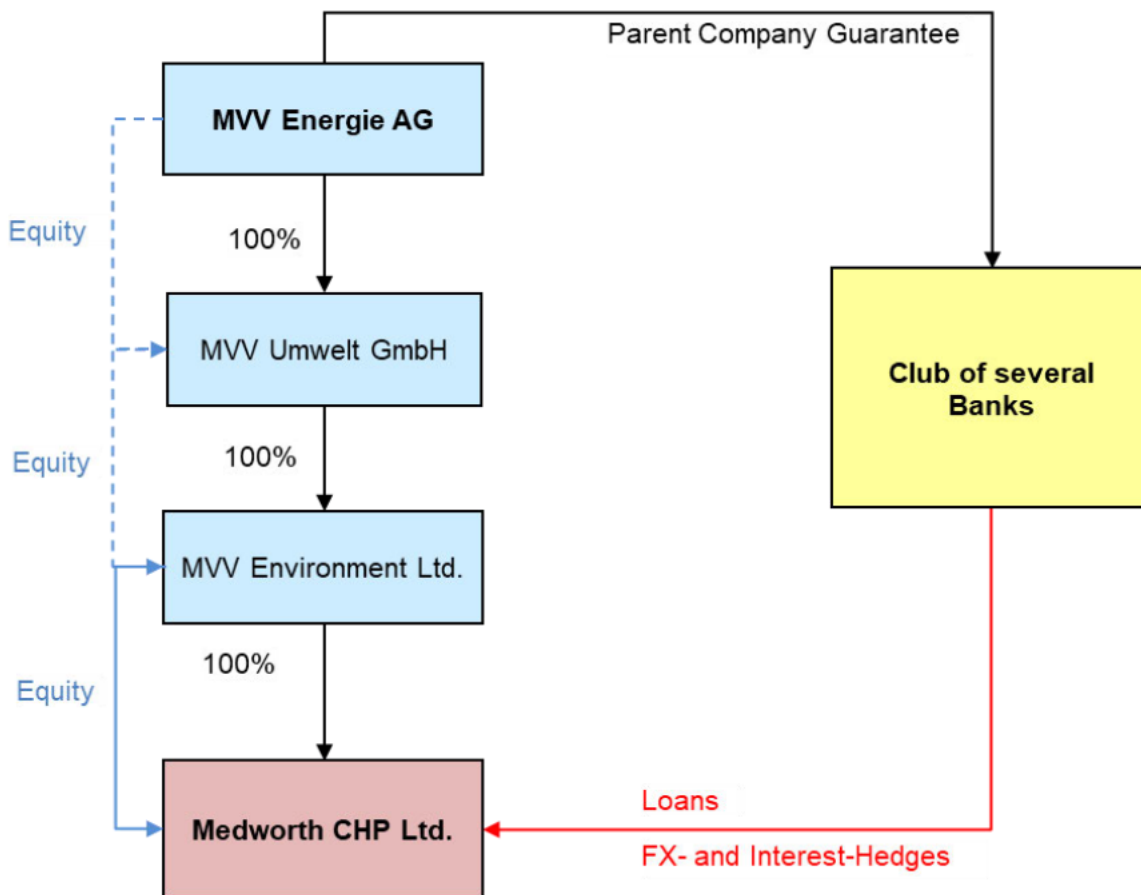 Parent Company Guarantee
MVV Energie AG
Equity
100%
MVV Umwelt GmbH
Club of several
Banks
Equity
100%
MVV Environment Ltd.
100%
Equity
Loans
Medworth CHP Ltd.
FX- and Interest-Hedges